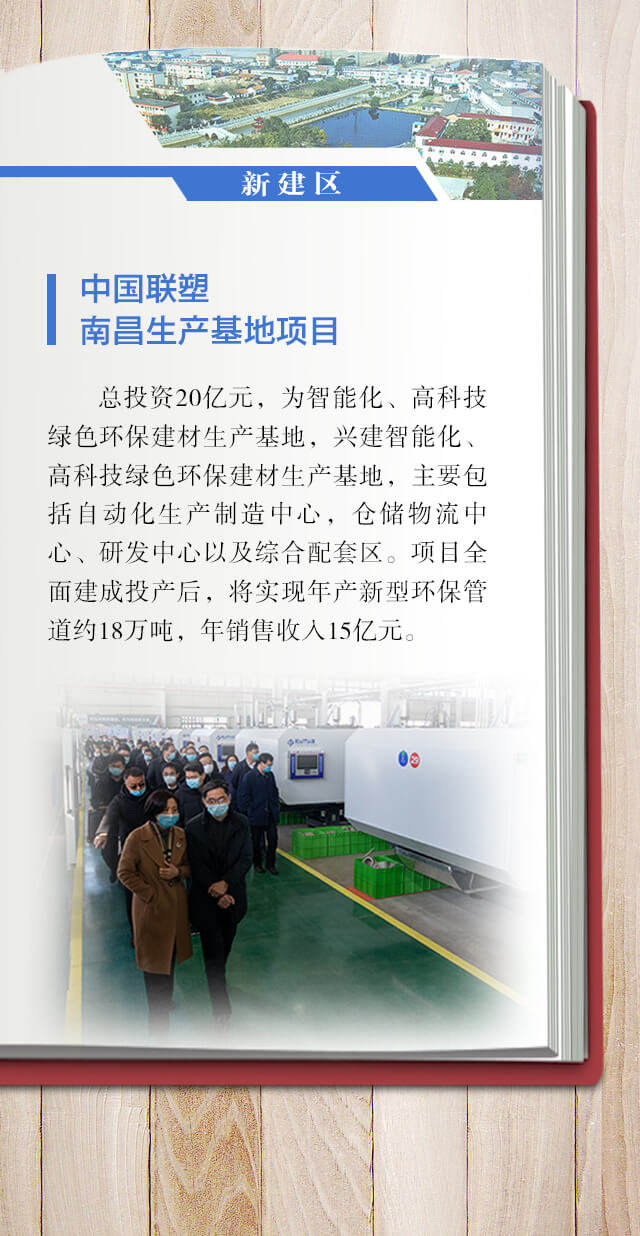 新建区
中国联塑
南昌生产基地项目
总投资20亿元，为智能化、高科技
绿色环保建材生产基地，兴建智能化、
高科技绿色环保建材生产基地，主要包
括自动化生产制造中心，仓储物流中
心、研发中心以及综合配套区。项目全
面建成投产后，将实现年产新型环保管
道约18万吨，年销售收入15亿元。
29